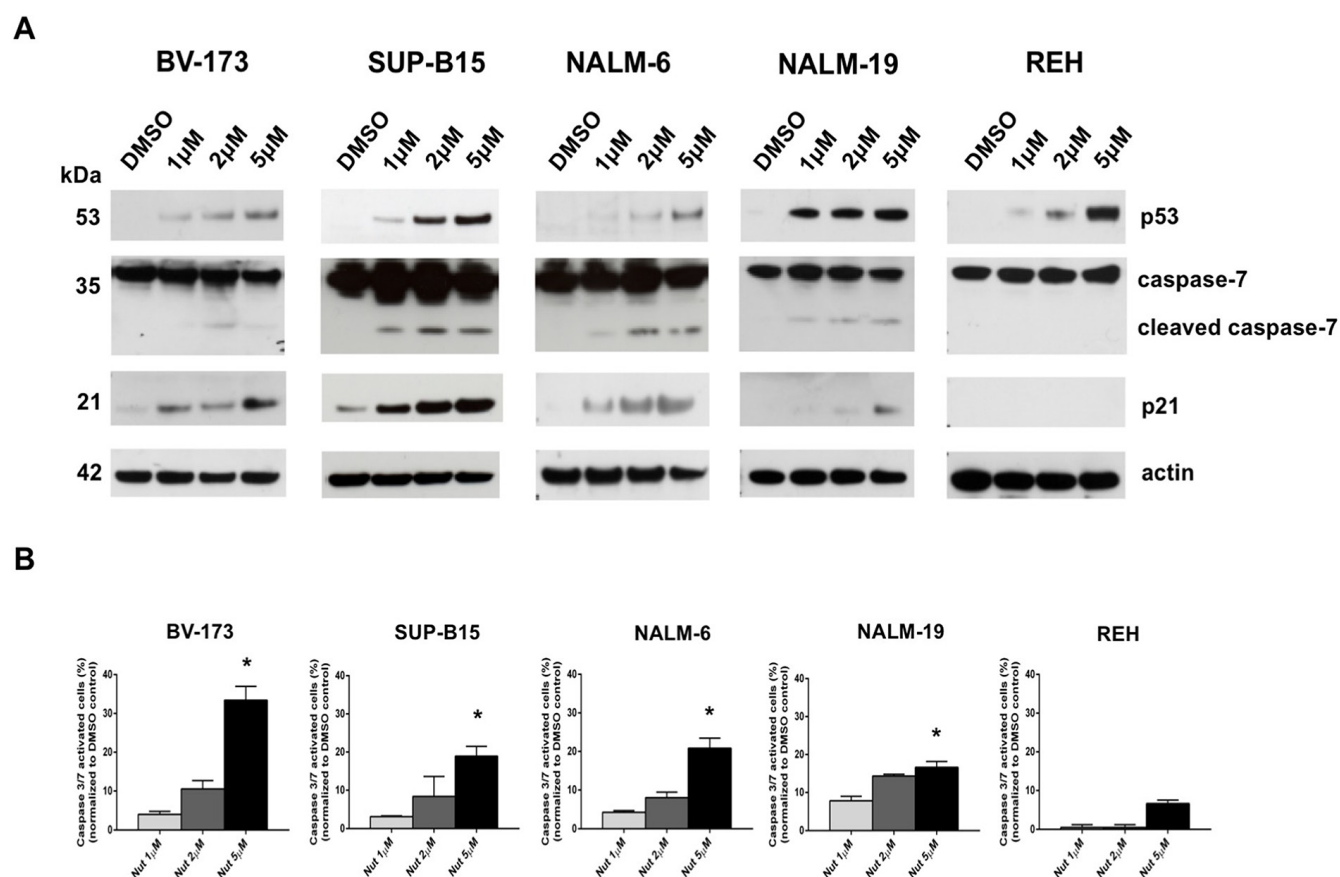 A
BV-173 SUP-B15 NALM-6 NALM-19 REH
DMSO 1µM 2µM 5µM DMSO 1µM 2µM 5µM DMSO 1µM 2µM 5µM DMSO 1µM 2µM 5µM DMSO 1µM 2µM 5µM
kDa
53 p53
35 caspase-7
cleaved caspase-7
21 p21
42 actin
B
BV-173 SUP-B15 NALM-6 NALM-19 REH
Caspase 3/7 activated cells (%)
(normalized to DMSO control)
40
30
20
10
0
*
Nut 1µM Nut 2µM Nut 5µM
Caspase 3/7 activated cells (%)
(normalized to DMSO control)
40
30
20
10
0
*
Nut 1µM Nut 2µM Nut 5µM
Caspase 3/7 activated cells (%)
(normalized to DMSO control)
40
30
20
10
0
*
Nut 1µM Nut 2µM Nut 5µM
Caspase 3/7 activated cells (%)
(normalized to DMSO control)
40
30
20
10
0
*
Nut 1µM Nut 2µM Nut 5µM
Caspase 3/7 activated cells (%)
(normalized to DMSO control)
40
30
20
10
0
Nut 1µM Nut 2µM Nut 5µM